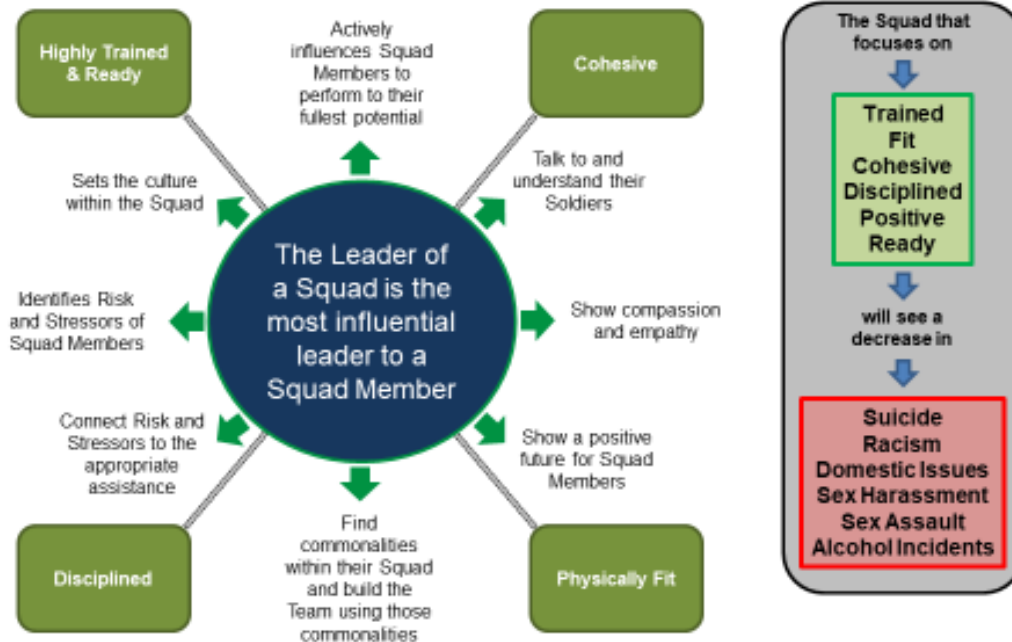 Highly Trained
& Ready
Actively
influences Squad
Members to
perform to their
fullest potential
Cohesive
Sets the culture
within the Squad
Talk to and
understand their
Soldiers
The Leader of
a Squad is the
most influential
leader to a
Squad Member
Identifies Risk
and Stressors of
Squad Members
Show compassion
and empathy
Connect Risk and
Stressors to the
appropriate
assistance
Show a positive
future for Squad
Members
Disciplined
Find
commonalities
within their Squad
and build the
Team using those
commonalities
Physically Fit
The Squad that
focuses on
Trained
Fit
Cohesive
Disciplined
Positive
Ready
will see a
decrease in
Suicide
Racism
Domestic Issues
Sex Harassment
Sex Assault
Alcohol Incidents